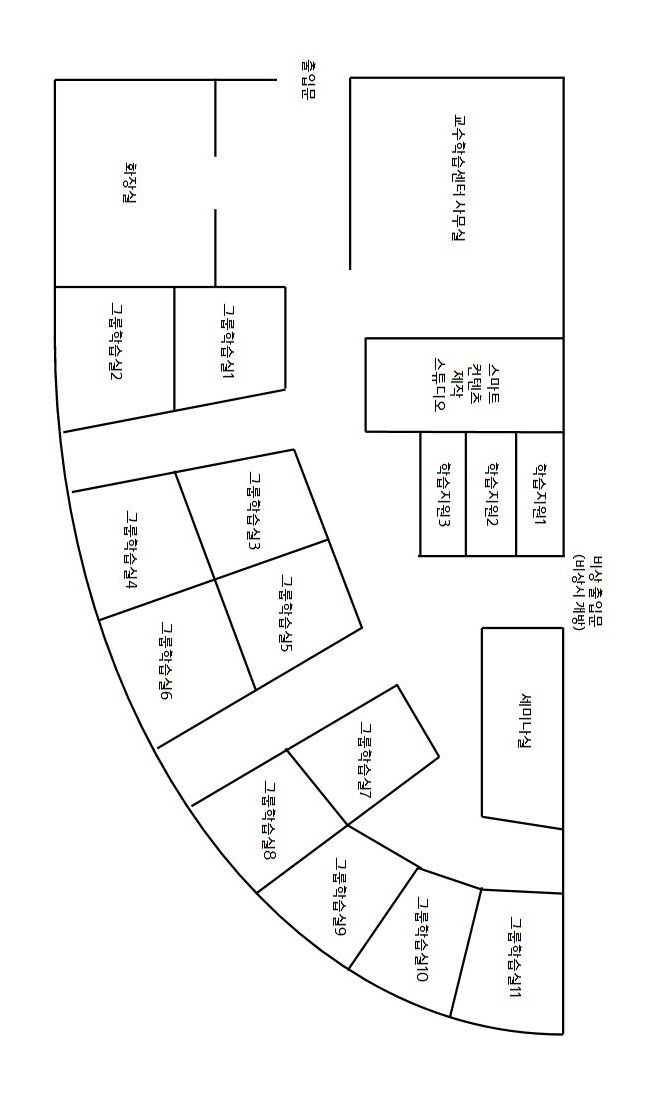 출입문
교수학습센터 사무실
화장실
그룹학습실1
그룹학습실2
스마트
컨텐츠
제작
스튜디오
학습지원1
학습지원2
학습지원3
비상 출입문
(비상시 개방)
그룹학습실3
그룹학습실4
그룹학습실5
그룹학습실6
세미나실
그룹학습실7
그룹학습실8
그룹학습실9
그룹학습실10
그룹학습실11